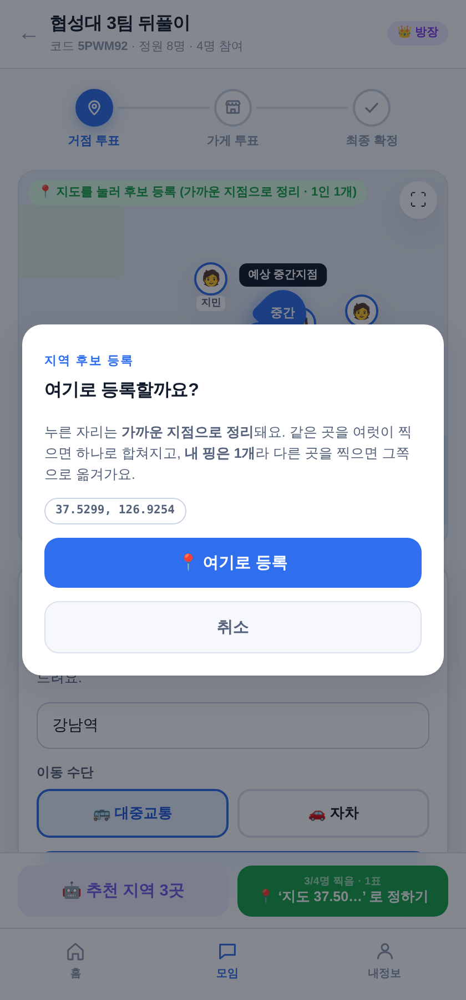 ←
협성대 3팀 뒤풀이
코드 5PWM92 · 정원 8명 · 4명 참여
👑 방장
거점 투표
가게 투표
최종 확정
📍 지도를 눌러 후보 등록 (가까운 지점으로 정리 · 1인 1개)
예상 중간지점
지민
중간
지역 후보 등록
여기로 등록할까요?
누른 자리는 가까운 지점으로 정리돼요. 같은 곳을 여럿이 찍
으면 하나로 합쳐지고, 내 핑은 1개라 다른 곳을 찍으면 그쪽
으로 옮겨가요.
37.5299, 126.9254
📍 여기로 등록
취소
드려요.
강남역
이동 수단
🚌 대중교통
🚗 자차
🤖 추천 지역 3곳
3/4명 찍음 · 1표
📍 ‘지도 37.50…’ 로 정하기
홈
모임
내정보